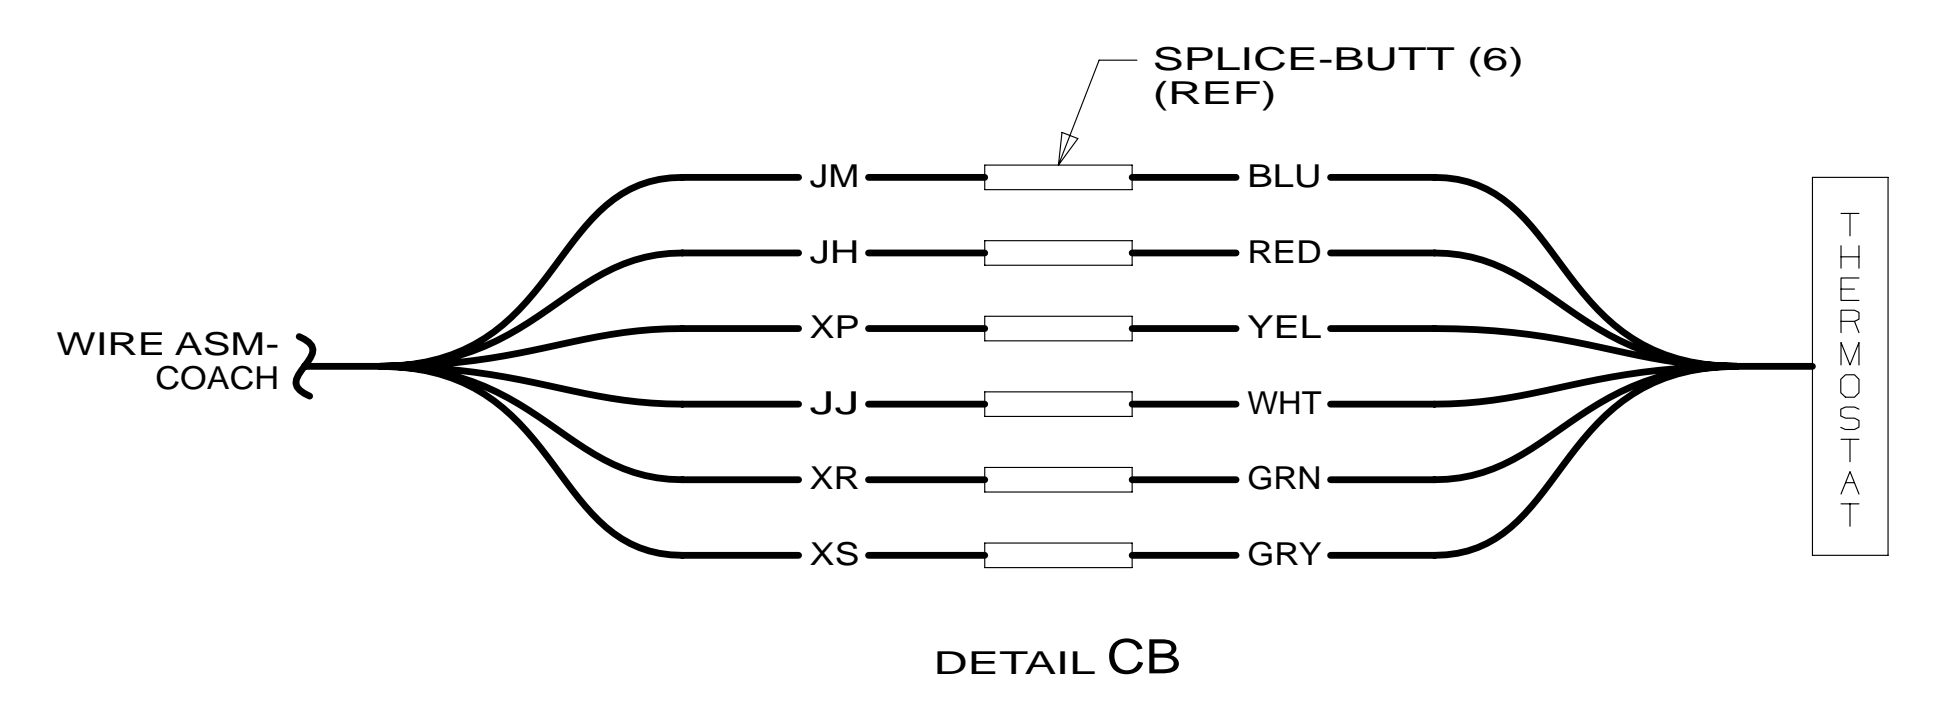 SPLICE-BUTT (6)
(REF)
JM BLU
JH RED
XP YEL
WIRE ASM-
COACH
JJ WHT
XR GRN
XS GRY
THERMOSTAT
DETAIL CB